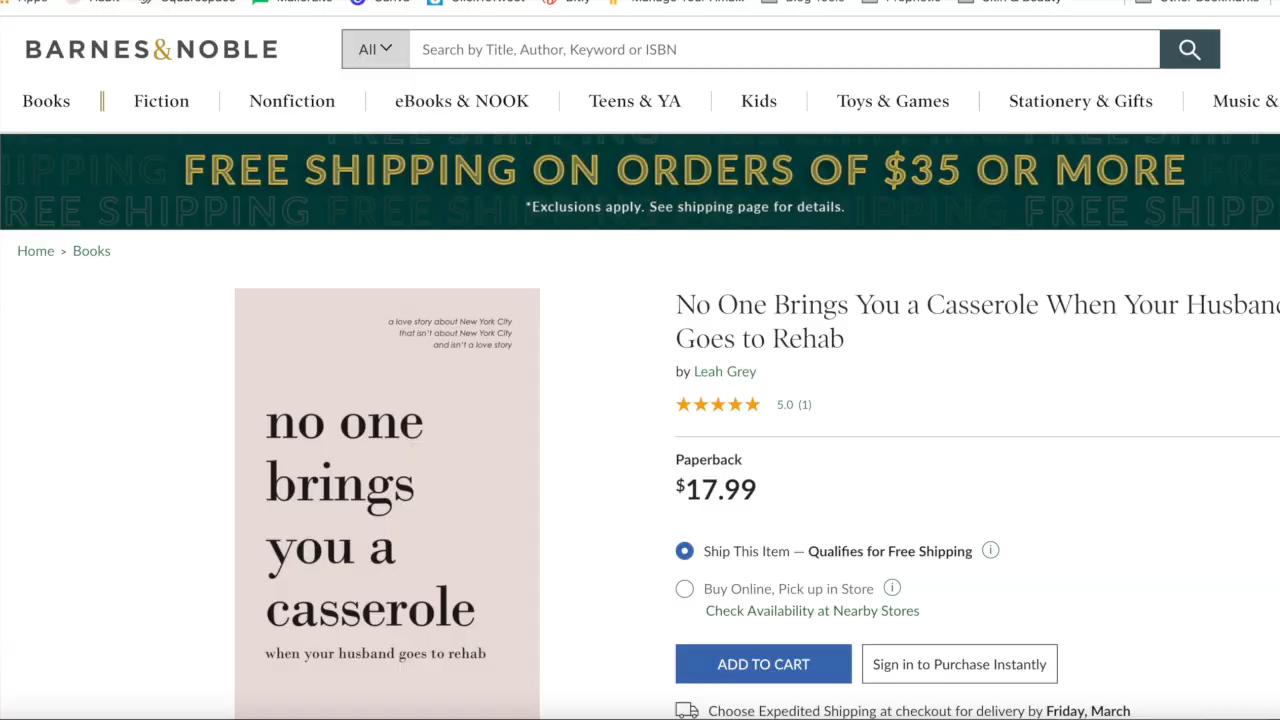 BARNES&NOBLE
All
Search by Title, Author, Keyword or ISBN
Books
Fiction
Nonfiction
eBooks & NOOK
Teens & YA
Kids
Toys & Games
Stationery & Gifts
Music &
FREE SHIPPING ON ORDERS OF $35 OR MORE
*Exclusions apply. See shipping page for details.
Home > Books
a love story about New York City
that isn't about New York City
and isn't a love story
no one
brings
you a
casserole
when your husband goes to rehab
No One Brings You a Casserole When Your Husban
Goes to Rehab
by Leah Grey
5.0 (1)
Paperback
$17.99
Ship This Item — Qualifies for Free Shipping
Buy Online, Pick up in Store
Check Availability at Nearby Stores
ADD TO CART
Sign in to Purchase Instantly
Choose Expedited Shipping at checkout for delivery by Friday, March